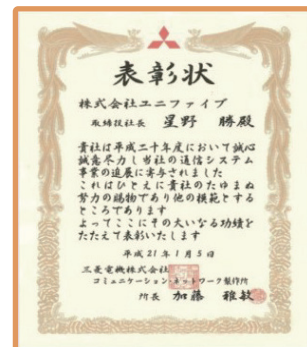 表彰状
株式会社ユニファイブ
取締役社長 星野 勝殿
貴社は平成二十年度において誠心
誠意尽力し当社の通信システム
事業の進展に寄与されました
これはひとえに貴社のたゆまぬ
努力の賜物であり他の模範とする
ところであります
よってここにその大いなる功績を
たたえて表彰いたします
平成21年1月5日
三菱電機株式会社
コミュニケーション・ネットワーク製作所
所長 加藤 雅敏